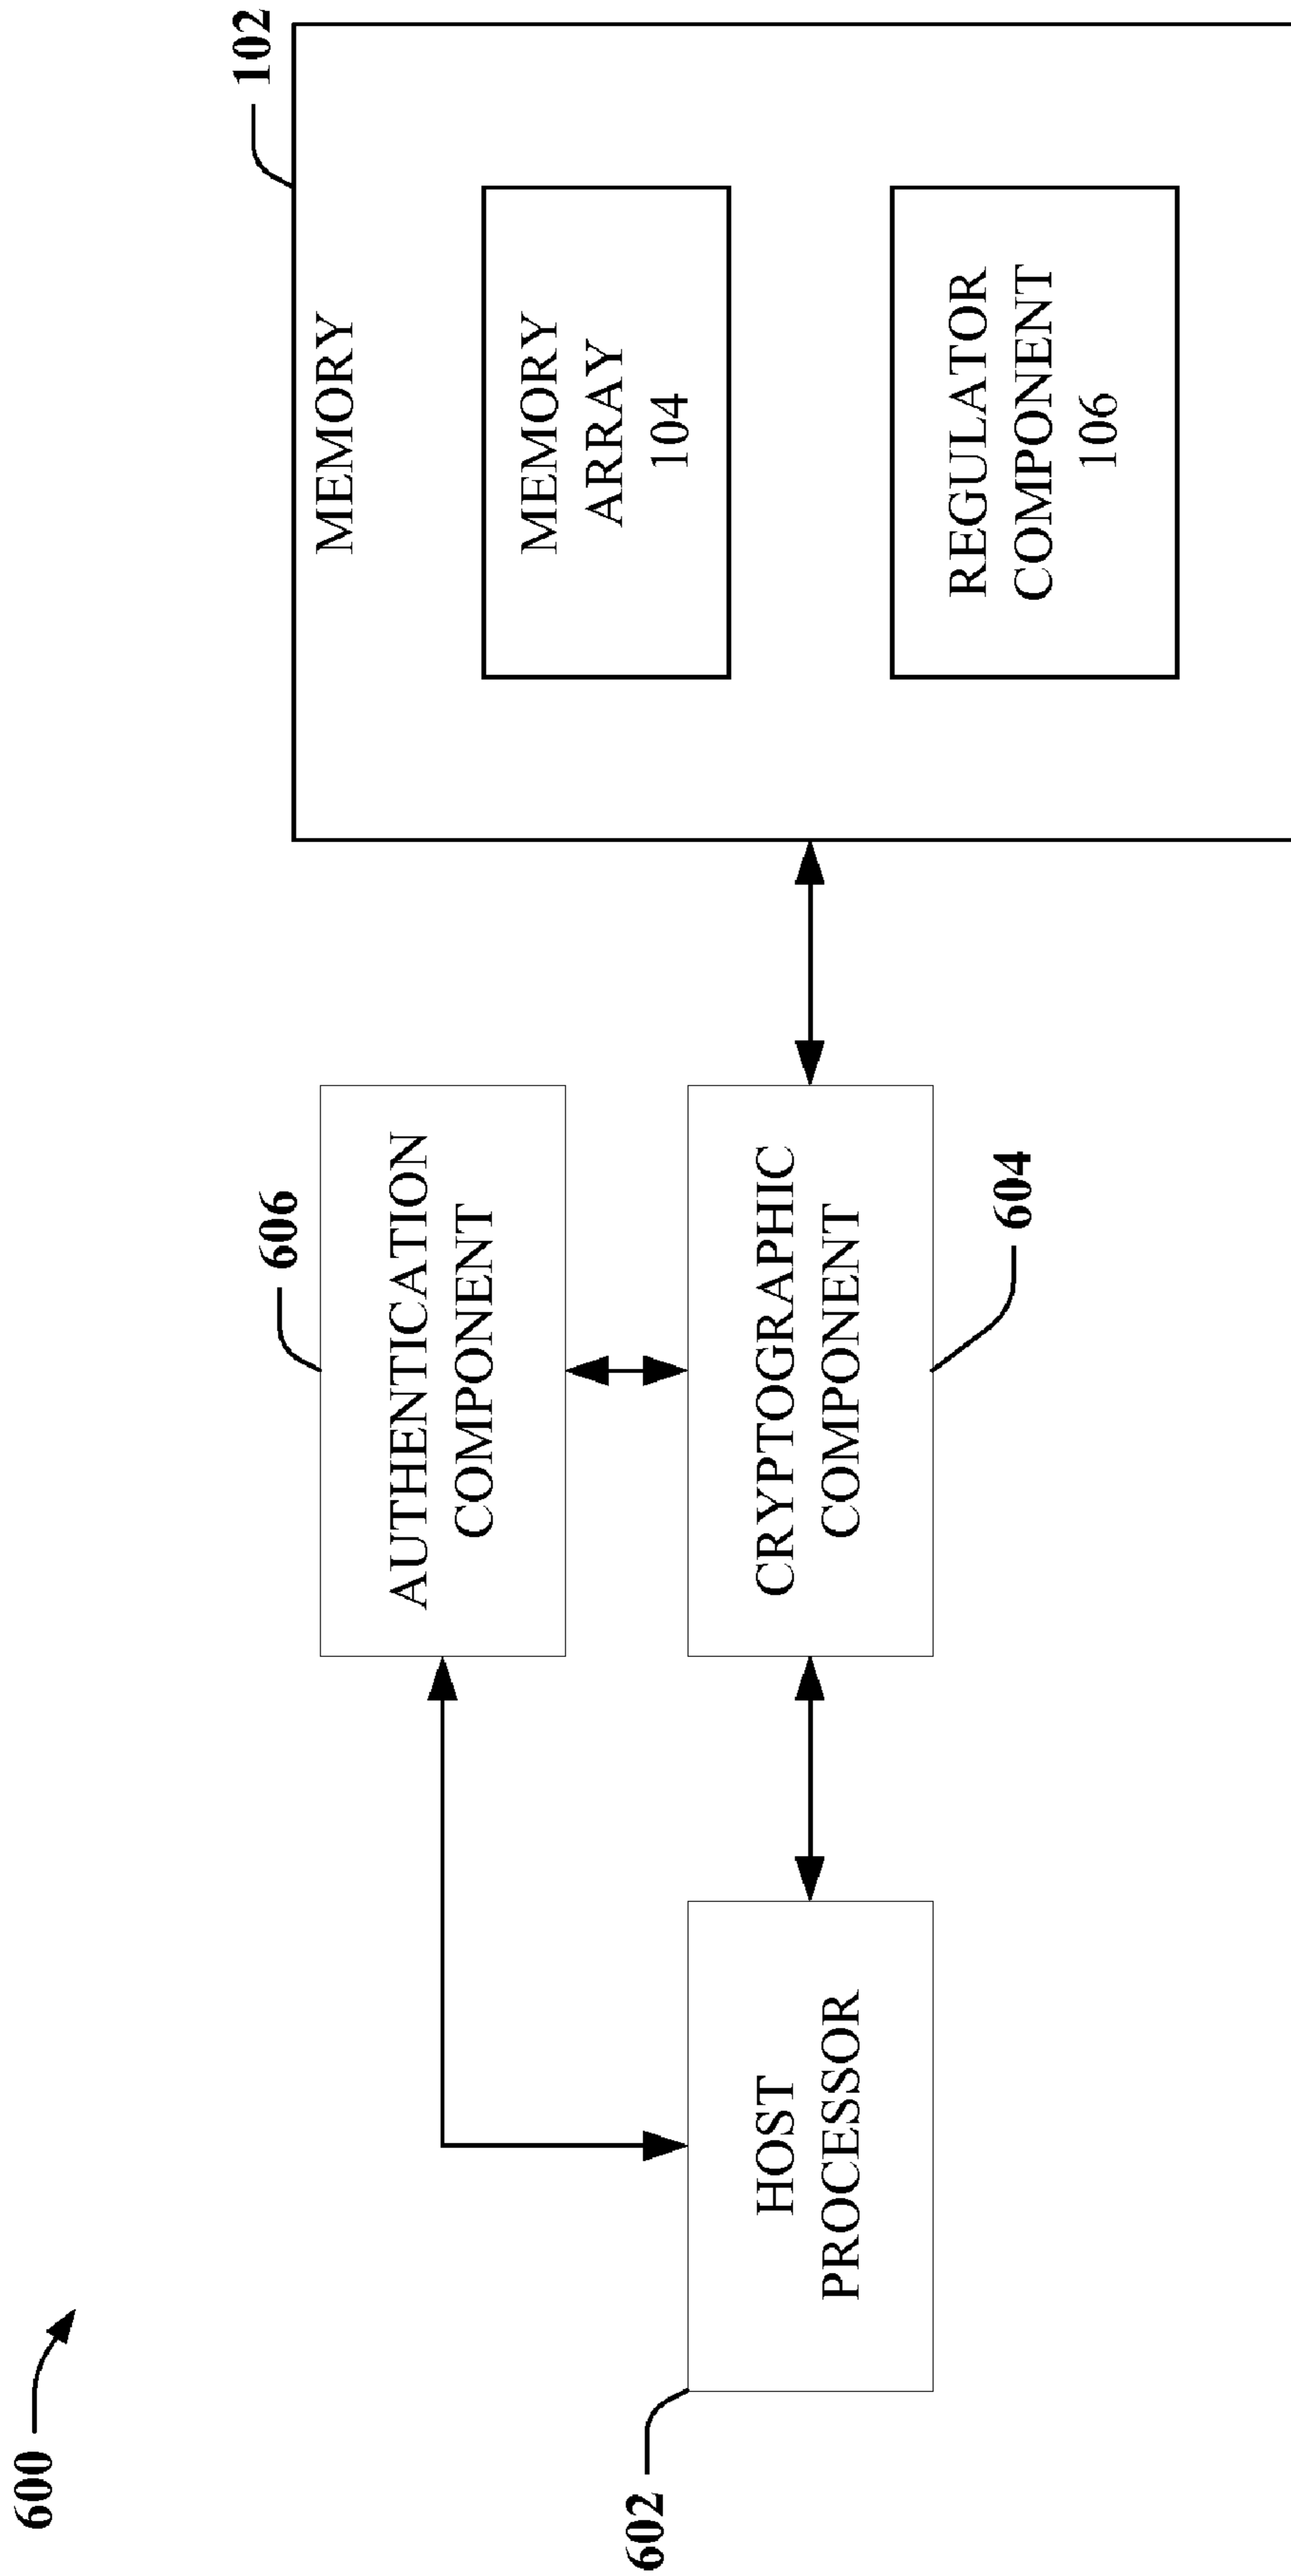 600
102
MEMORY
606
AUTHENTICATION
COMPONENT
MEMORY
ARRAY
104
602
HOST
PROCESSOR
CRYPTOGRAPHIC
COMPONENT
604
REGULATOR
COMPONENT
106